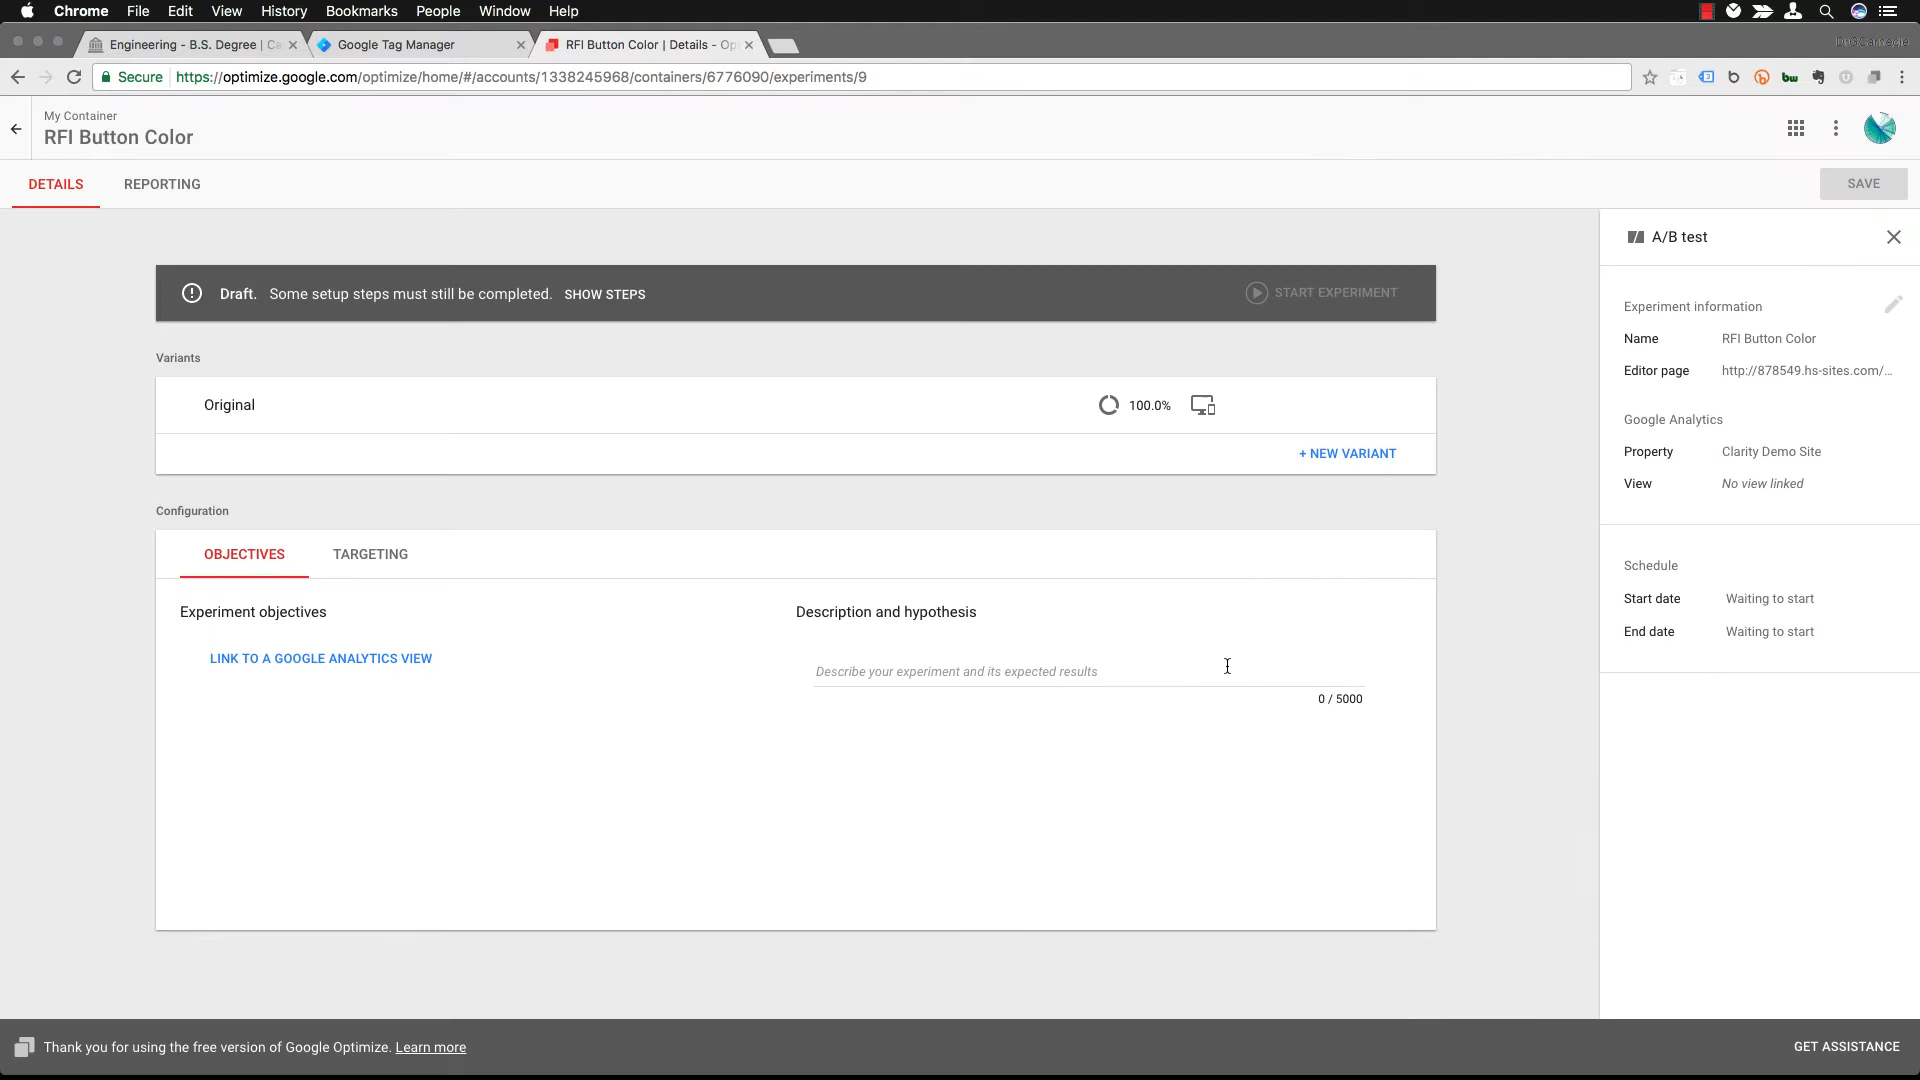 Chrome File Edit View History Bookmarks People Window Help
Engineering - B.S. Degree | Ca
Google Tag Manager
RFI Button Color | Details - Op
DnSCarnegie
Secure https://optimize.google.com/optimize/home/#/accounts/1338245968/containers/6776090/experiments/9
My Container
RFI Button Color
DETAILS REPORTING SAVE
A/B test
Draft. Some setup steps must still be completed. SHOW STEPS START EXPERIMENT
Variants
Original 100.0%
+ NEW VARIANT
Configuration
OBJECTIVES TARGETING
Experiment objectives
LINK TO A GOOGLE ANALYTICS VIEW
Description and hypothesis
Describe your experiment and its expected results
0 / 5000
Experiment information
Name RFI Button Color
Editor page http://878549.hs-sites.com/...
Google Analytics
Property Clarity Demo Site
View No view linked
Schedule
Start date Waiting to start
End date Waiting to start
Thank you for using the free version of Google Optimize. Learn more
GET ASSISTANCE